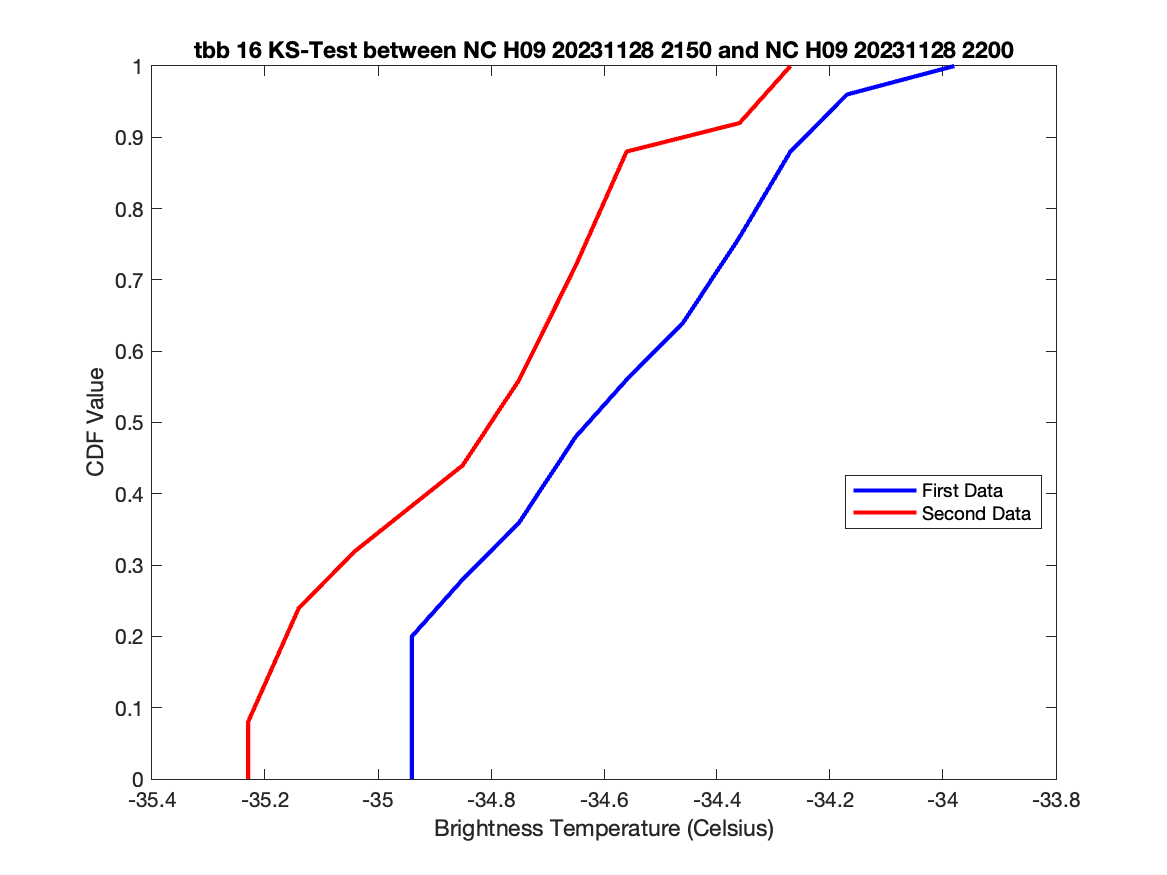 tbb 16 KS-Test between NC H09 20231128 2150 and NC H09 20231128 2200
1
0.9
0.8
0.7
0.6
0.5
0.4
0.3
0.2
0.1
0
CDF Value
First Data
Second Data
-35.4 -35.2 -35 -34.8 -34.6 -34.4 -34.2 -34 -33.8
Brightness Temperature (Celsius)